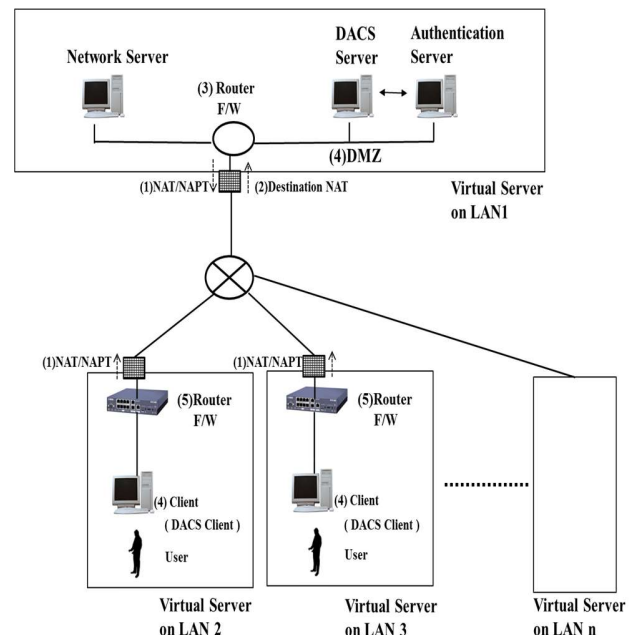 Network Server
DACS
Server
Authentication
Server
(3) Router
F/W
(4)DMZ
(1)NAT/NAPT
(2)Destination NAT
Virtual Server
on LAN1
(1)NAT/NAPT
(5)Router
F/W
(4) Client
( DACS Client )
User
Virtual Server
on LAN 2
(1)NAT/NAPT
(5)Router
F/W
(4) Client
( DACS Client )
User
Virtual Server
on LAN 3
Virtual Server
on LAN n